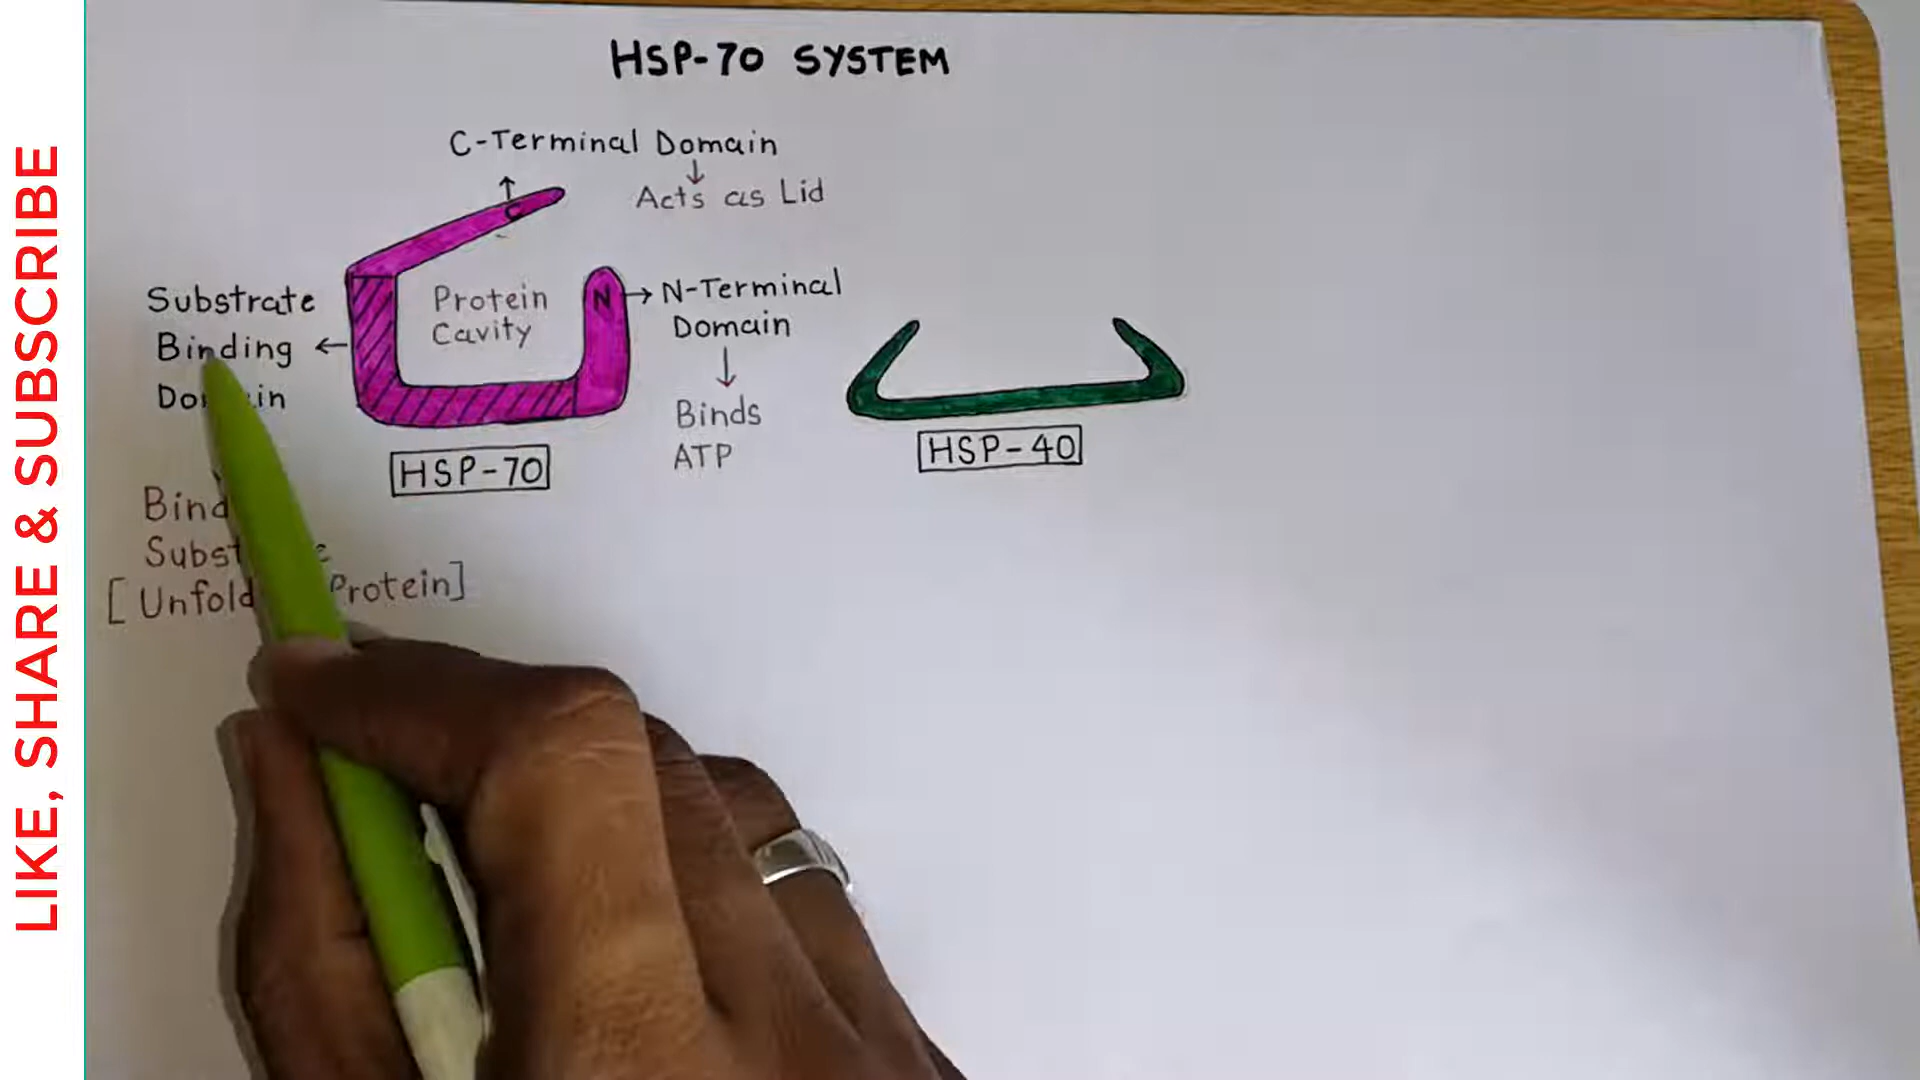 LIKE, SHARE & SUBSCRIBE
HSP-70 SYSTEM
C-Terminal Domain
Acts as Lid
C
Substrate
Binding
Protein
Cavity
N
N-Terminal
Domain
Binds
ATP
HSP-70
HSP-40
Protein]